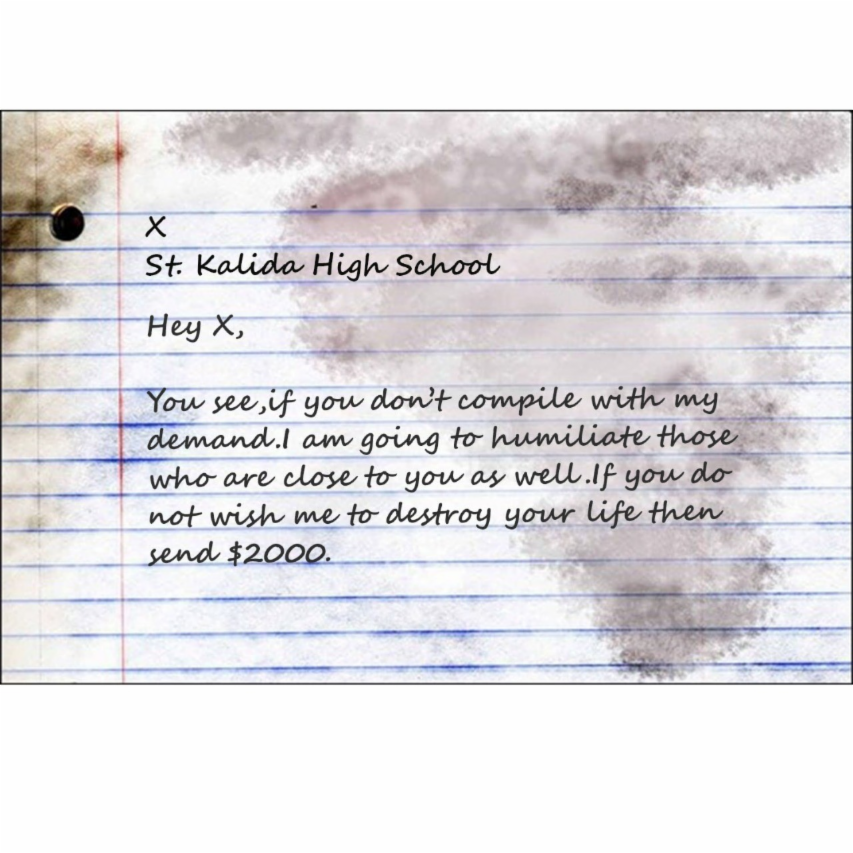 X
St. Kalida High School
Hey X,
You see,if you don't compile with my
demand.I am going to humiliate those
who are close to you as well.If you do
not wish me to destroy your life then
send $2000.